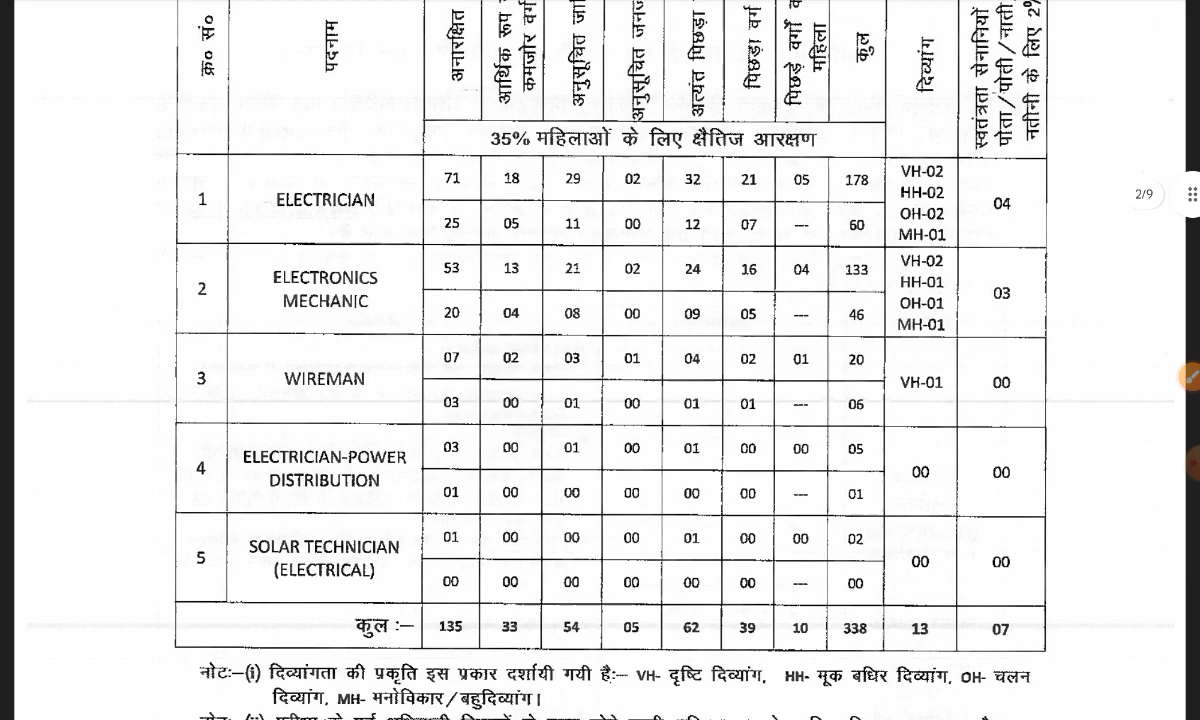 क्र० सं०
पदनाम
अनारक्षित
आर्थिक रूप
कमजोर वर्ग
अनुसूचित
अनुसूचित
अत्यंत पिछड़ा
पिछड़ा वर्ग
पिछड़े वर्गों
महिला
कुल
दिव्यांग
स्वतंत्रता सेनानियों
पोता/पोती/नाती
नतीनी के लिए
35% महिलाओं के लिए क्षैतिज आरक्षण
1 ELECTRICIAN 71 18 29 02 32 21 05 178 VH-02 HH-02 OH-02 MH-01 04
25 05 11 00 12 07 --- 60
2/9
2 ELECTRONICS MECHANIC 53 13 21 02 24 16 04 133 VH-02 HH-01 OH-01 MH-01 03
20 04 08 00 09 05 --- 46
3 WIREMAN 07 02 03 01 04 02 01 20 VH-01 00
03 00 01 00 01 01 --- 06
4 ELECTRICIAN-POWER DISTRIBUTION 03 00 01 00 01 00 00 05 00 00
01 00 00 00 00 00 --- 01
5 SOLAR TECHNICIAN (ELECTRICAL) 01 00 00 00 01 00 00 02 00 00
00 00 00 00 00 00 --- 00
कुल :— 135 33 54 05 62 39 10 338 13 07
नोटः—(i) दिव्यांगता की प्रकृति इस प्रकार दर्शायी गयी है:— VH- दृष्टि दिव्यांग, HH- मूक बधिर दिव्यांग, OH- चलन
दिव्यांग, MH- मनोविकार/बहुदिव्यांग।